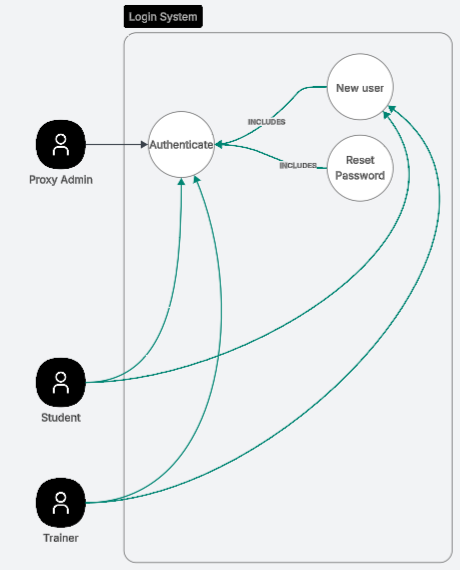 Login System
New user
INCLUDES
Authenticate
INCLUDES
Reset
Password
Proxy Admin
Student
Trainer